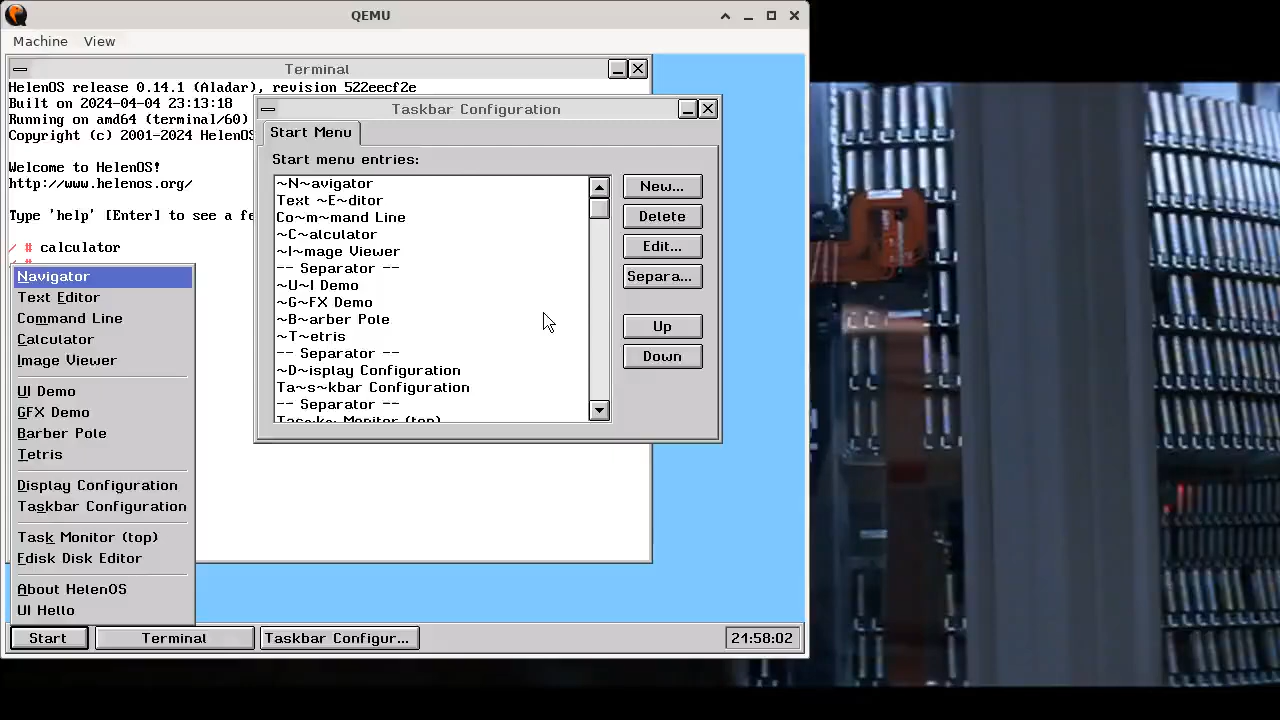 QEMU
Machine View
Terminal
HelenOS release 0.14.1 (Aladar), revision 522eecf2e
Built on 2024-04-04 23:13:18
Running on amd64 (terminal/60)
Copyright (c) 2001-2024 HelenOS
Welcome to HelenOS!
http://www.helenos.org/
Type 'help' [Enter] to see a fe
/ # calculator
/ #
Taskbar Configuration
Start Menu
Start menu entries:
~N~avigator
Text ~E~ditor
Co~m~mand Line
~C~alculator
~I~mage Viewer
-- Separator --
~U~I Demo
~G~FX Demo
~B~arber Pole
~T~etris
-- Separator --
~D~isplay Configuration
Ta~s~kbar Configuration
-- Separator --
Tas~k~ Monitor (top)
New...
Delete
Edit...
Separa...
Up
Down
Navigator
Text Editor
Command Line
Calculator
Image Viewer
UI Demo
GFX Demo
Barber Pole
Tetris
Display Configuration
Taskbar Configuration
Task Monitor (top)
Edisk Disk Editor
About HelenOS
UI Hello
Start
Terminal
Taskbar Configur...
21:58:02